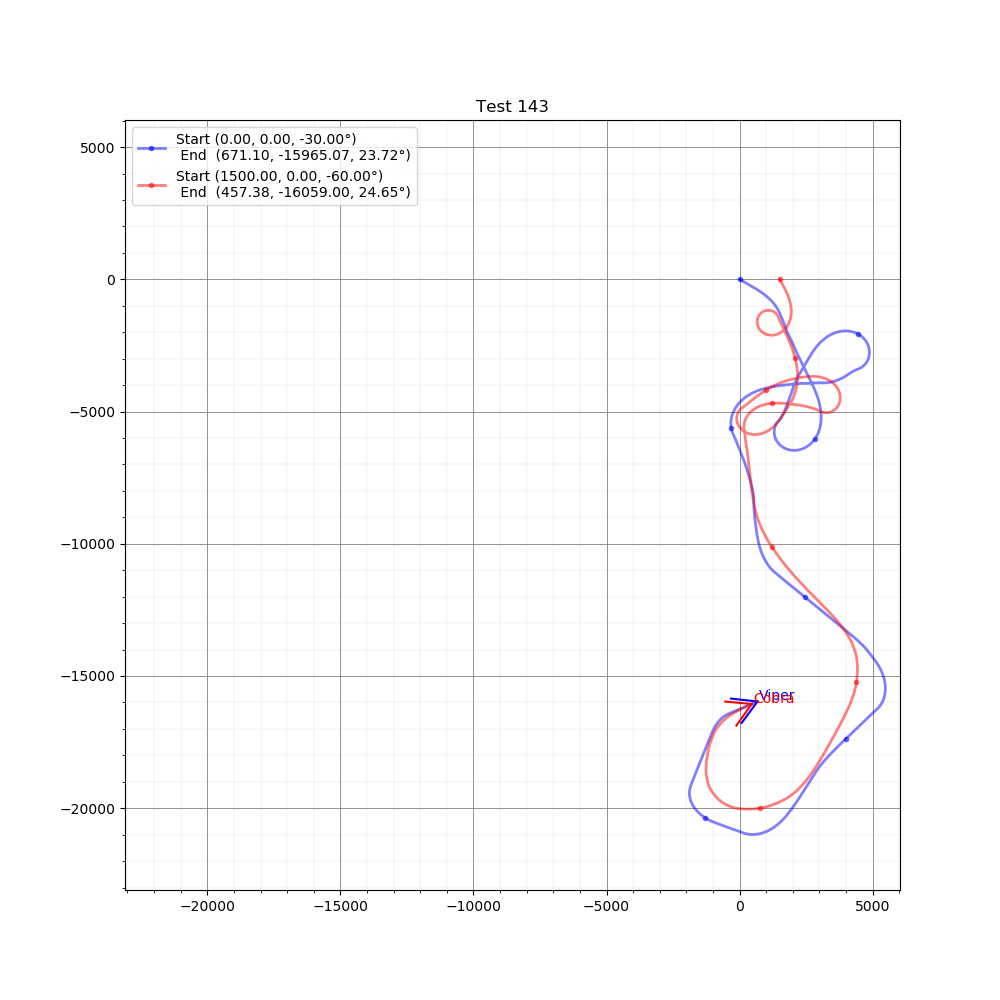 Test 143
Start (0.00, 0.00, -30.00°)
End  (671.10, -15965.07, 23.72°)
Start (1500.00, 0.00, -60.00°)
End  (457.38, -16059.00, 24.65°)
5000
0
−5000
−10000
−15000
−20000
Viper
Cobra
−20000 −15000 −10000 −5000 0 5000